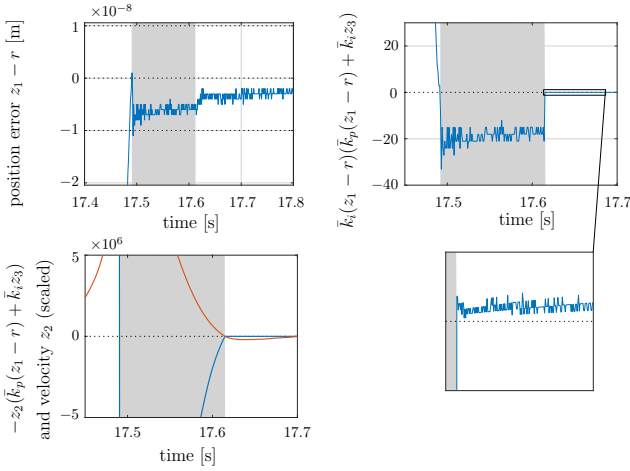 ×10⁻⁸
1
0
−1
−2
17.4 17.5 17.6 17.7 17.8
time [s]
position error z₁ − r [m]
20
0
−20
−40
17.5 17.6 17.7
time [s]
k̄ᵢ(z₁ − r)(k̄ₚ(z₁ − r) + k̄ᵢz₃)
×10⁶
5
0
−5
17.5 17.6 17.7
time [s]
−z₂(k̄ₚ(z₁ − r) + k̄ᵢz₃)
and velocity z₂ (scaled)